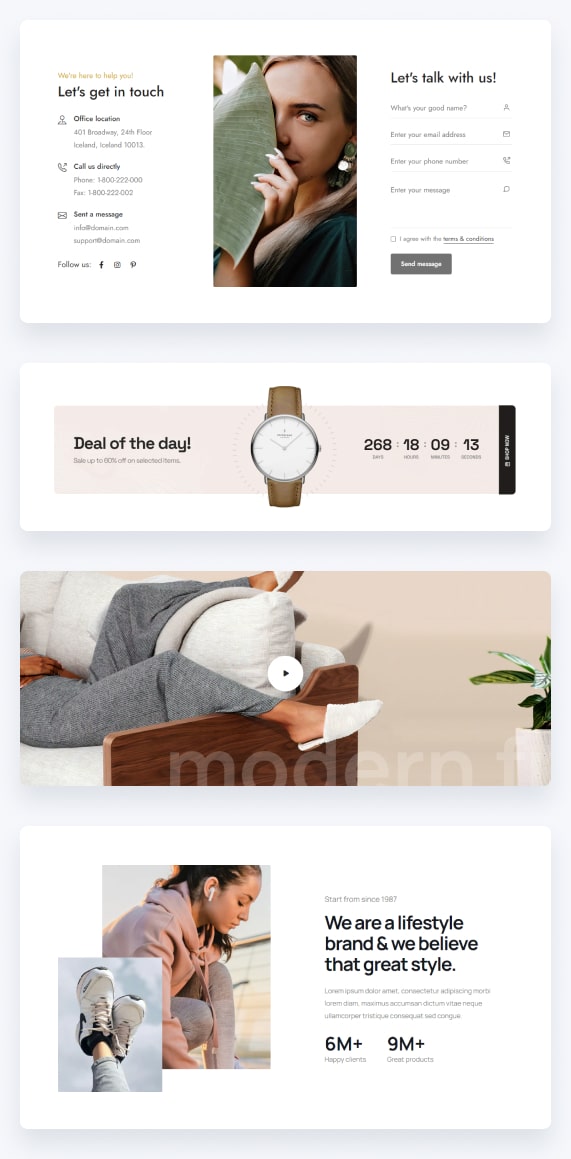 We're here to help you!
Let's get in touch
Office location
401 Broadway, 24th Floor
Iceland, Iceland 10013.
Call us directly
Phone: 1-800-222-000
Fax: 1-800-222-002
Sent a message
info@domain.com
support@domain.com
Follow us:
Let's talk with us!
What's your good name?
Enter your email address
Enter your phone number
Enter your message
I agree with the terms & conditions
Send message
Deal of the day!
Sale up to 60% off on selected items.
268 : 18 : 09 : 13
DAYS HOURS MINUTES SECONDS
SHOP NOW
modern f
Start from since 1987
We are a lifestyle
brand & we believe
that great style.
Lorem ipsum dolor amet, consectetur adipiscing morbi
lorem diam, maximus accumsan dictum vitae neque
ullamcorper tristique consequat sed congue.
6M+ 9M+
Happy clients Great products